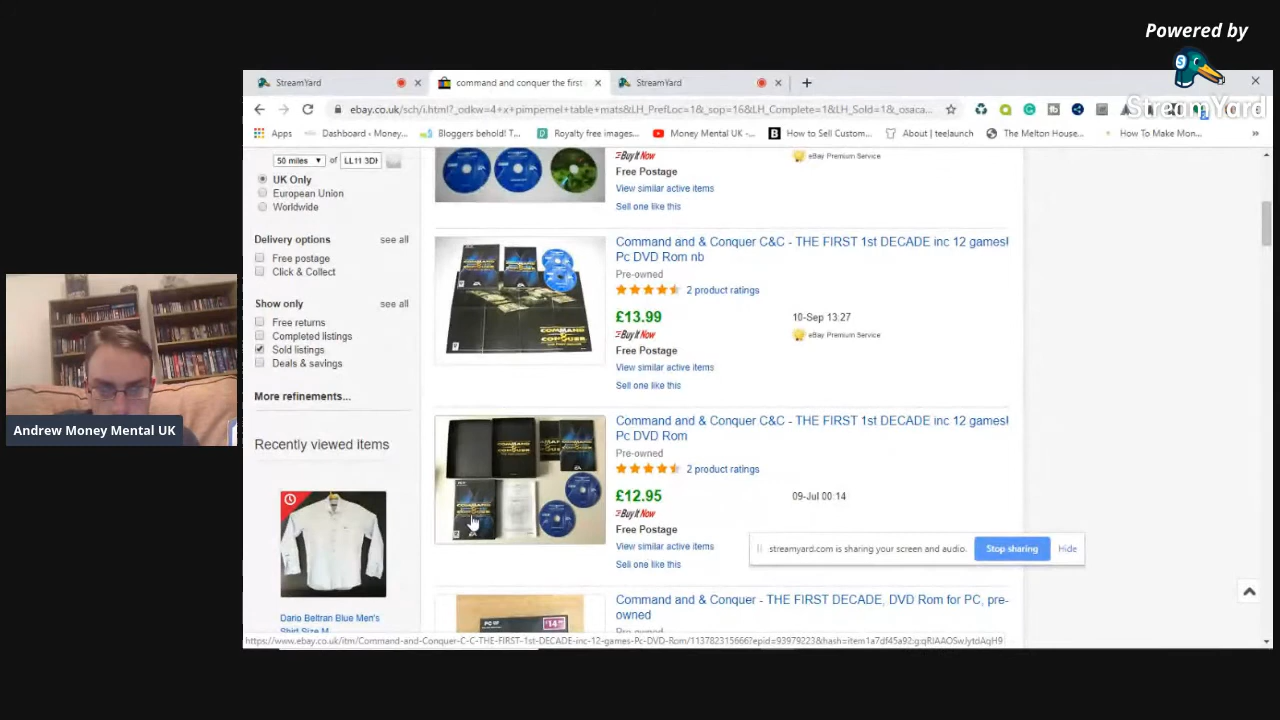 Powered by
StreamYard
StreamYard
command and conquer the first
StreamYard
ebay.co.uk/sch/i.html?_odkw=4+x+pimpernel+table+mats&LH_PrefLoc=1&_sop=16&LH_Complete=1&LH_Sold=1&_osaca...
Apps
Dashboard ‹ Money...
Bloggers behold! T...
Royalty free images...
Money Mental UK -...
How to Sell Custom...
About | teelaunch
The Melton House...
How To Make Mon...
50 miles
of
UK Only
European Union
Worldwide
Delivery options
see all
Free postage
Click & Collect
Show only
see all
Free returns
Completed listings
Sold listings
Deals & savings
More refinements...
Recently viewed items
Dario Beltran Blue Men's
Shirt Size M
Buy It Now
eBay Premium Service
Free Postage
View similar active items
Sell one like this
Command and & Conquer C&C - THE FIRST 1st DECADE inc 12 games!
Pc DVD Rom nb
Pre-owned
2 product ratings
£13.99
10-Sep 13:27
Buy It Now
eBay Premium Service
Free Postage
View similar active items
Sell one like this
COMMAND
CONQUER
Command and & Conquer C&C - THE FIRST 1st DECADE inc 12 games!
Pc DVD Rom
Pre-owned
2 product ratings
£12.95
09-Jul 00:14
Buy It Now
Free Postage
View similar active items
Sell one like this
streamyard.com is sharing your screen and audio.
Stop sharing
Hide
Command and & Conquer - THE FIRST DECADE, DVD Rom for PC, pre-
owned
Andrew Money Mental UK